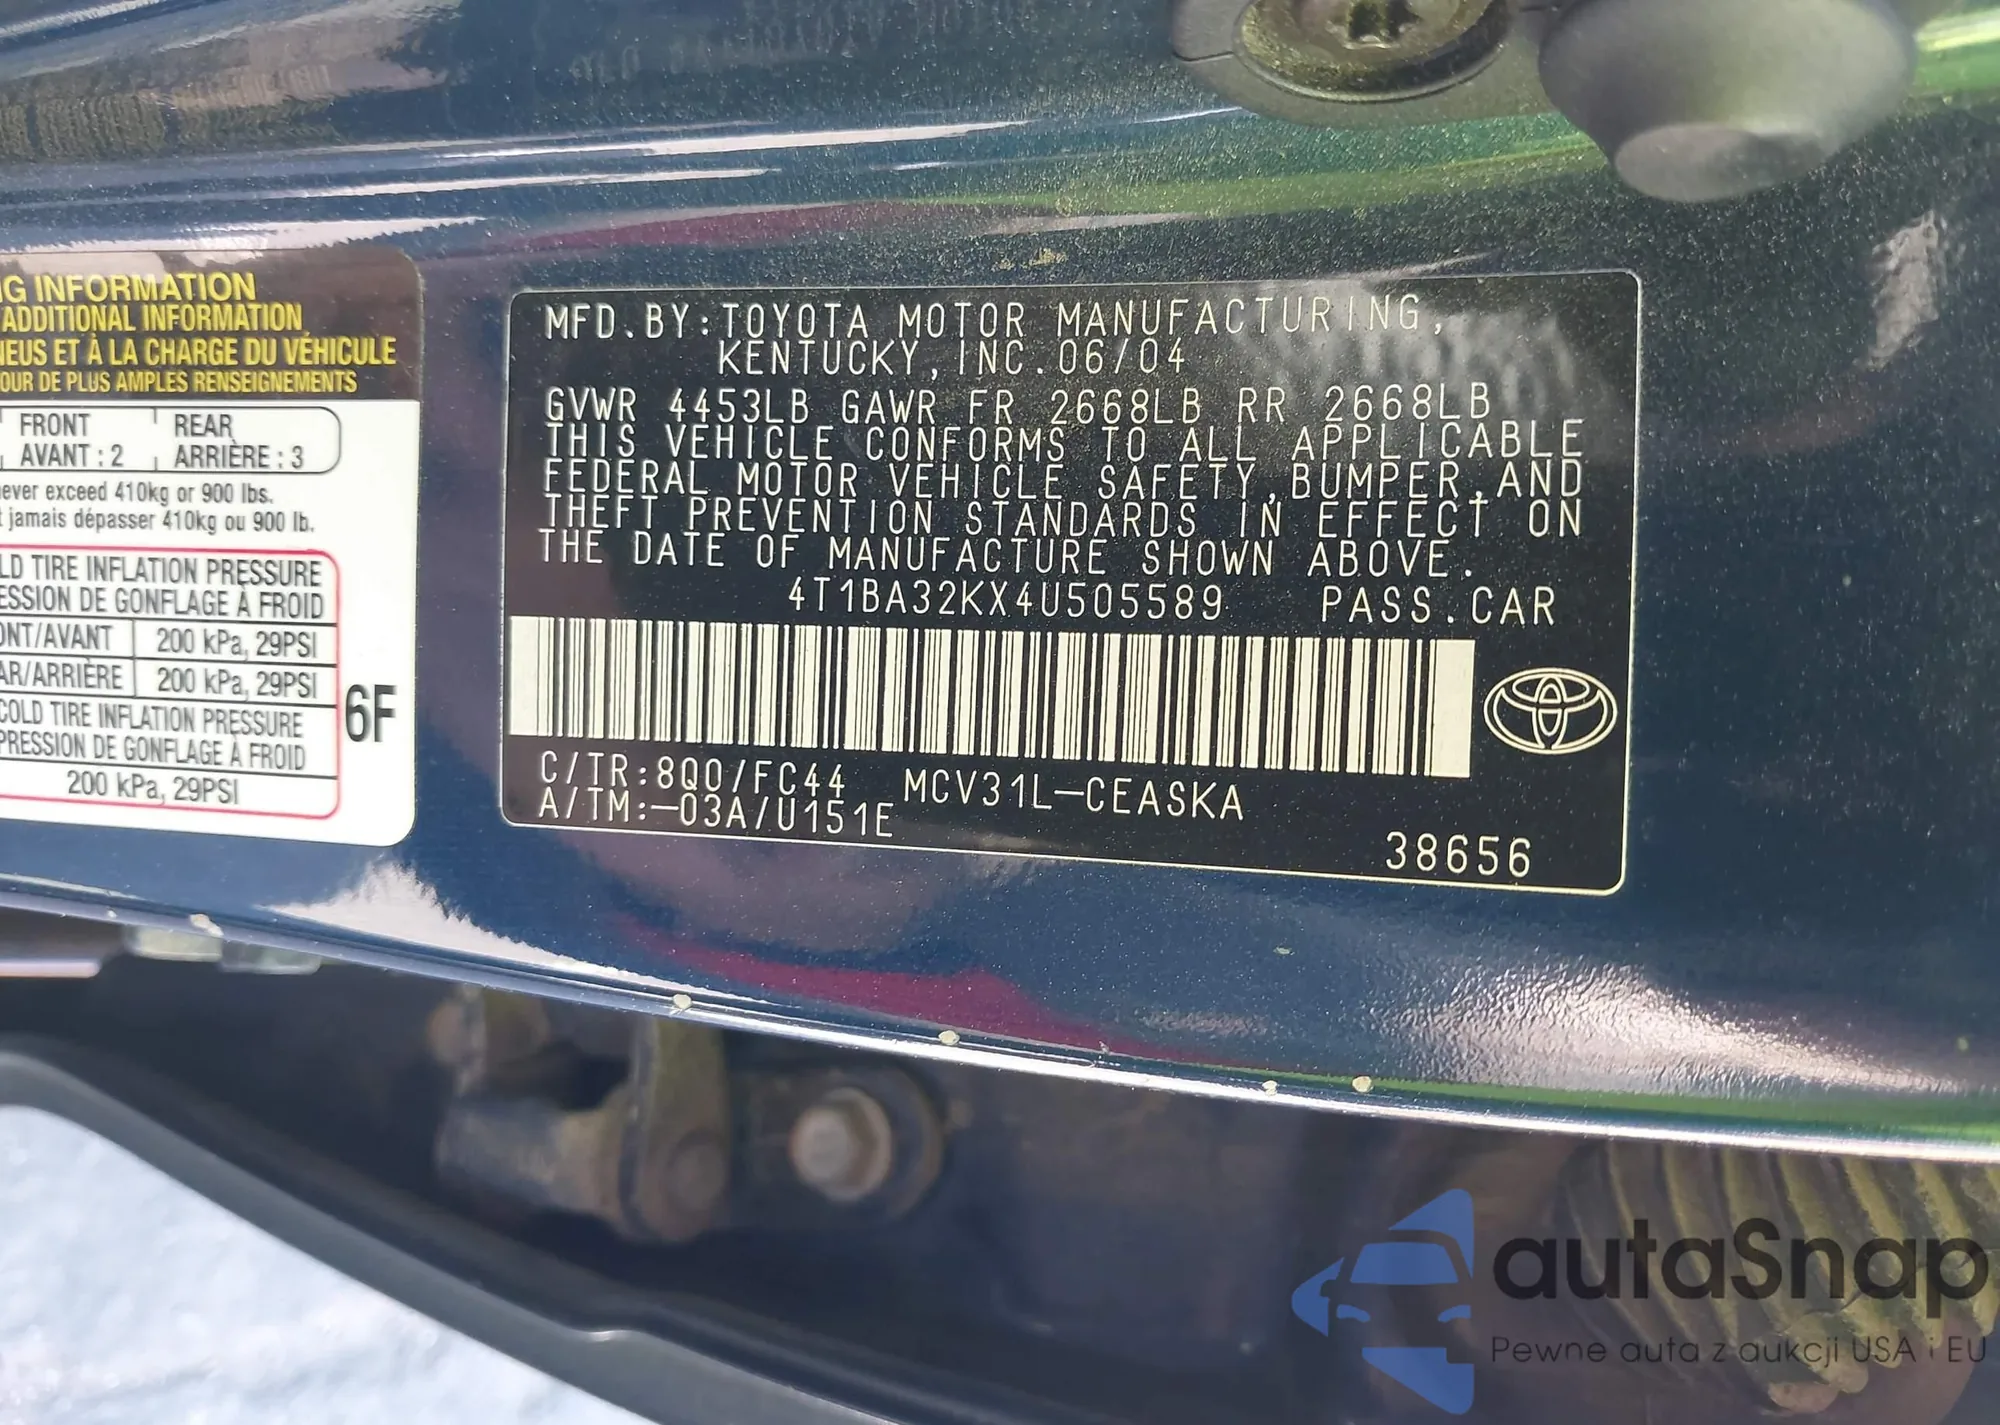 G INFORMATION
ADDITIONAL INFORMATION
NEUS ET À LA CHARGE DU VÉHICULE
OUR DE PLUS AMPLES RENSEIGNEMENTS
FRONT REAR
AVANT : 2 ARRIÈRE : 3
ever exceed 410kg or 900 lbs.
t jamais dépasser 410kg ou 900 lb.
LD TIRE INFLATION PRESSURE
ESSION DE GONFLAGE À FROID
ONT/AVANT 200 kPa, 29PSI
AR/ARRIÈRE 200 kPa, 29PSI
COLD TIRE INFLATION PRESSURE
PRESSION DE GONFLAGE À FROID
200 kPa, 29PSI
6F
MFD.BY:TOYOTA MOTOR MANUFACTURING,
KENTUCKY,INC.06/04
GVWR 4453LB GAWR FR 2668LB RR 2668LB
THIS VEHICLE CONFORMS TO ALL APPLICABLE
FEDERAL MOTOR VEHICLE SAFETY,BUMPER,AND
THEFT PREVENTION STANDARDS IN EFFECT ON
THE DATE OF MANUFACTURE SHOWN ABOVE.
4T1BA32KX4U505589 PASS.CAR
C/TR:8Q0/FC44 MCV31L-CEASKA
A/TM:-03A/U151E
38656
autaSnap
Pewne auta z aukcji USA i EU